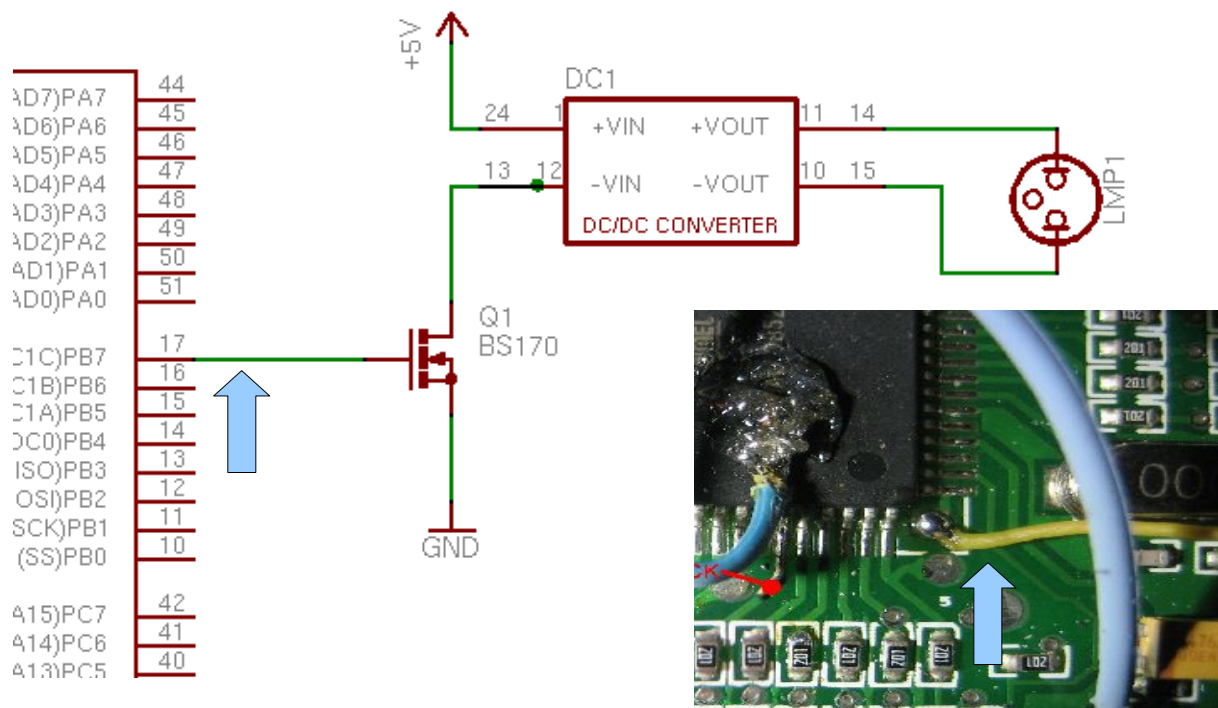 +5V
DC1
AD7)PA7 44
AD6)PA6 45
AD5)PA5 46
AD4)PA4 47
AD3)PA3 48
AD2)PA2 49
AD1)PA1 50
AD0)PA0 51
24 1 +VIN +VOUT 11 14
13 12 -VIN -VOUT 10 15
DC/DC CONVERTER
LMP1
Q1
BS170
C1C)PB7 17
C1B)PB6 16
C1A)PB5 15
OC0)PB4 14
ISO)PB3 13
OSI)PB2 12
SCK)PB1 11
(SS)PB0 10
GND
A15)PC7 42
A14)PC6 41
A13)PC5 40
102
201
201
201
00
CK
5
102
102
201
102
201
102
102